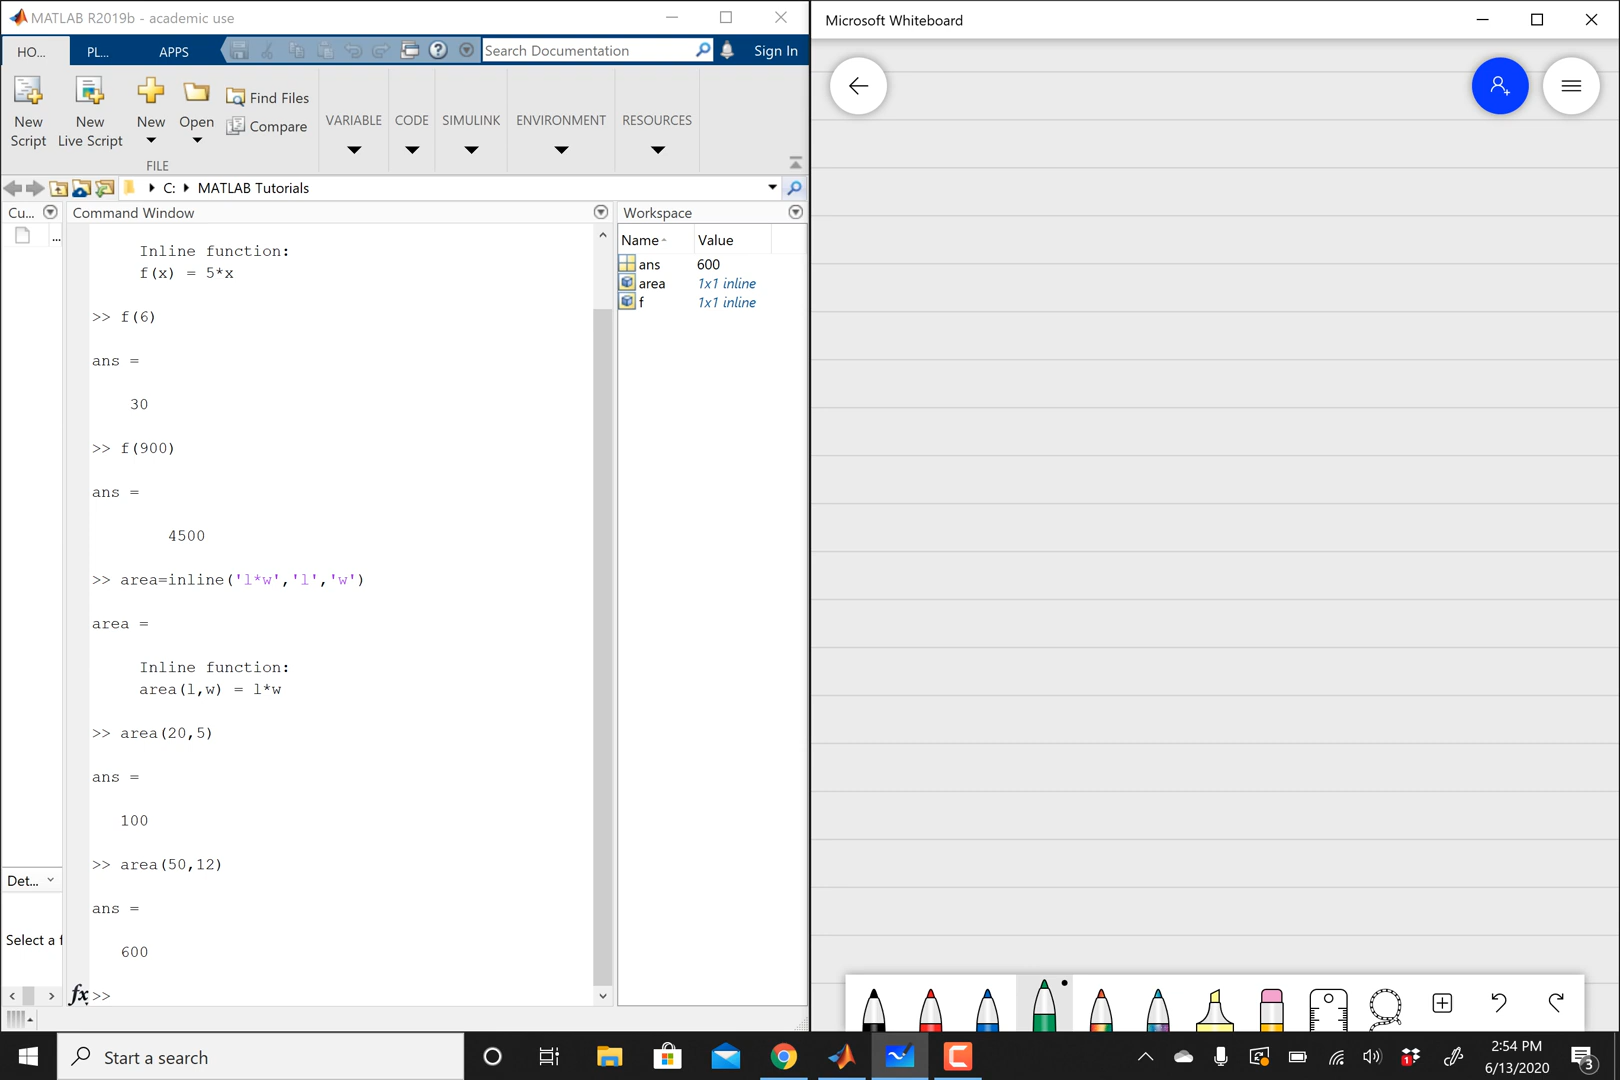 MATLAB R2019b - academic use
HO...
PL...
APPS
Search Documentation
Sign In
New Script
New Live Script
New
Open
Find Files
Compare
FILE
VARIABLE
CODE
SIMULINK
ENVIRONMENT
RESOURCES
C: MATLAB Tutorials
Cu...
...
Det...
Select a f
Command Window
Inline function:
f(x) = 5*x
>> f(6)
ans =
30
>> f(900)
ans =
4500
>> area=inline('l*w','l','w')
area =
Inline function:
area(l,w) = l*w
>> area(20,5)
ans =
100
>> area(50,12)
ans =
600
fx >>
Workspace
Name Value
ans 600
area 1x1 inline
f 1x1 inline
Microsoft Whiteboard
Start a search
1
2:54 PM
6/13/2020
3